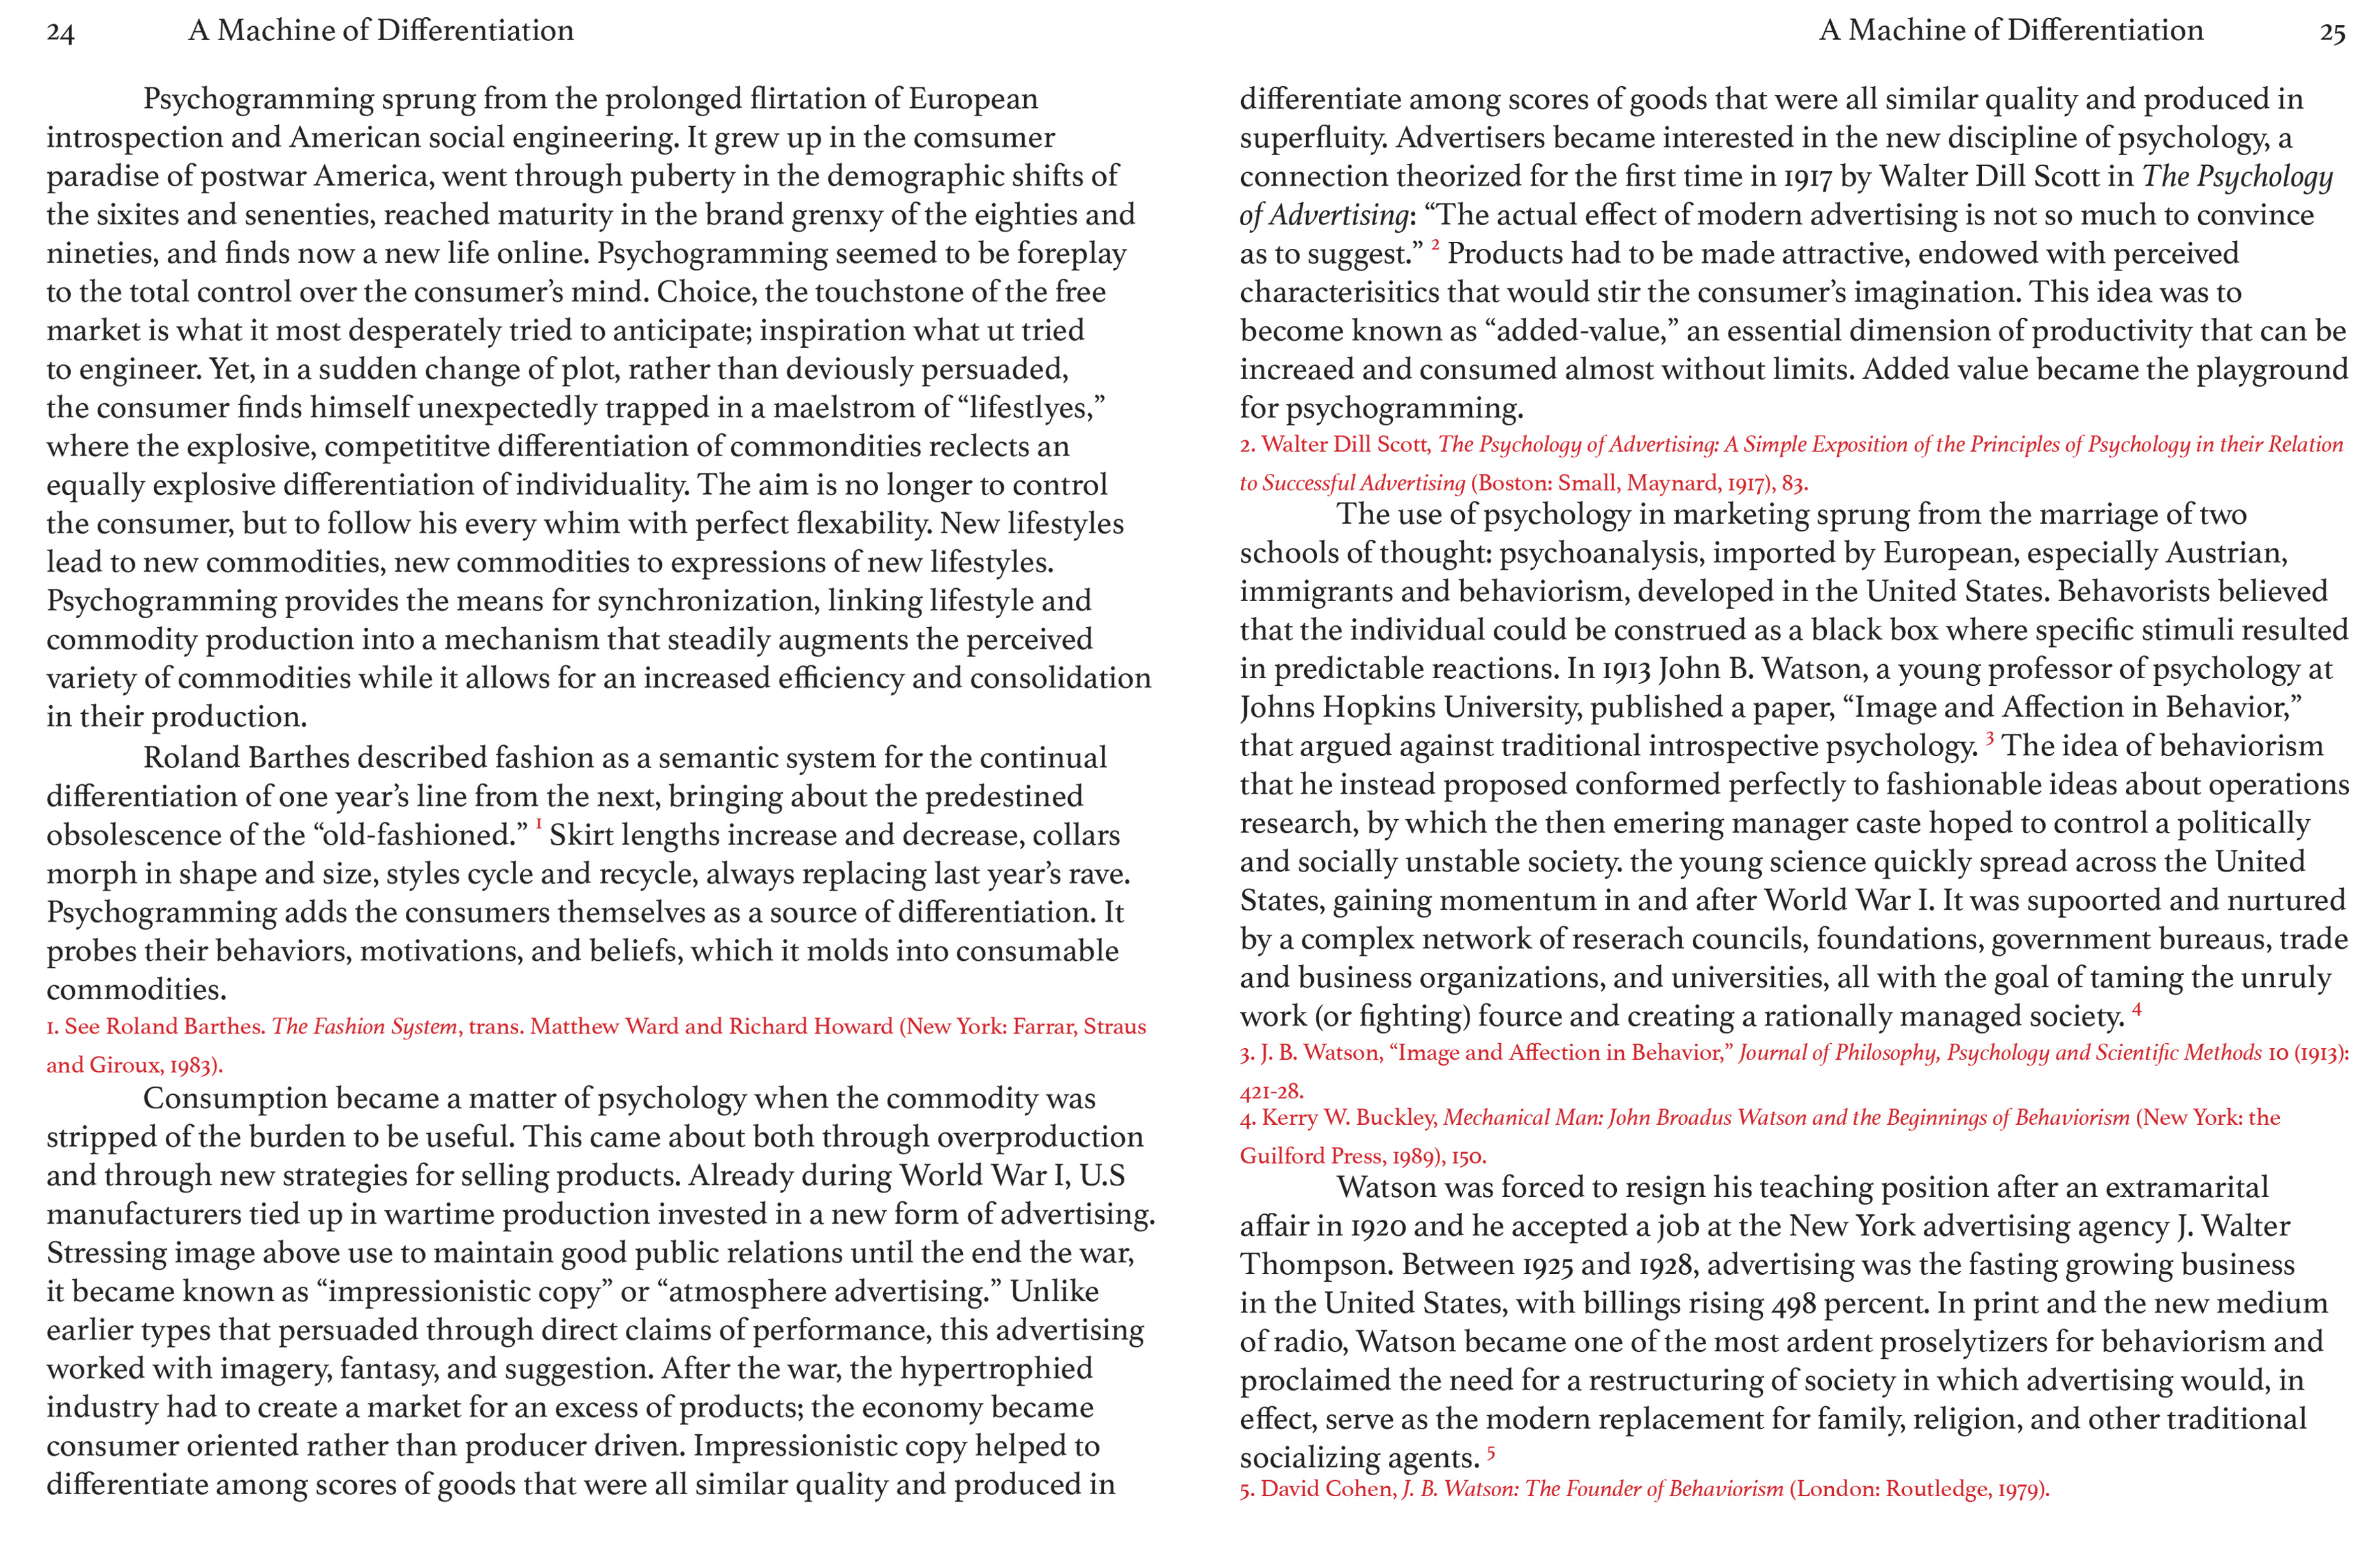 24 A Machine of Differentiation
Psychogramming sprung from the prolonged flirtation of European
introspection and American social engineering. It grew up in the comsumer
paradise of postwar America, went through puberty in the demographic shifts of
the sixites and senenties, reached maturity in the brand grenxy of the eighties and
nineties, and finds now a new life online. Psychogramming seemed to be foreplay
to the total control over the consumer’s mind. Choice, the touchstone of the free
market is what it most desperately tried to anticipate; inspiration what ut tried
to engineer. Yet, in a sudden change of plot, rather than deviously persuaded,
the consumer finds himself unexpectedly trapped in a maelstrom of “lifestlyes,”
where the explosive, competititve differentiation of commondities reclects an
equally explosive differentiation of individuality. The aim is no longer to control
the consumer, but to follow his every whim with perfect flexability. New lifestyles
lead to new commodities, new commodities to expressions of new lifestyles.
Psychogramming provides the means for synchronization, linking lifestyle and
commodity production into a mechanism that steadily augments the perceived
variety of commodities while it allows for an increased efficiency and consolidation
in their production.
Roland Barthes described fashion as a semantic system for the continual
differentiation of one year’s line from the next, bringing about the predestined
obsolescence of the “old-fashioned.” 1 Skirt lengths increase and decrease, collars
morph in shape and size, styles cycle and recycle, always replacing last year’s rave.
Psychogramming adds the consumers themselves as a source of differentiation. It
probes their behaviors, motivations, and beliefs, which it molds into consumable
commodities.
1. See Roland Barthes. The Fashion System, trans. Matthew Ward and Richard Howard (New York: Farrar, Straus
and Giroux, 1983).
Consumption became a matter of psychology when the commodity was
stripped of the burden to be useful. This came about both through overproduction
and through new strategies for selling products. Already during World War I, U.S
manufacturers tied up in wartime production invested in a new form of advertising.
Stressing image above use to maintain good public relations until the end the war,
it became known as “impressionistic copy” or “atmosphere advertising.” Unlike
earlier types that persuaded through direct claims of performance, this advertising
worked with imagery, fantasy, and suggestion. After the war, the hypertrophied
industry had to create a market for an excess of products; the economy became
consumer oriented rather than producer driven. Impressionistic copy helped to
differentiate among scores of goods that were all similar quality and produced in
A Machine of Differentiation 25
differentiate among scores of goods that were all similar quality and produced in
superfluity. Advertisers became interested in the new discipline of psychology, a
connection theorized for the first time in 1917 by Walter Dill Scott in The Psychology
of Advertising: “The actual effect of modern advertising is not so much to convince
as to suggest.” 2 Products had to be made attractive, endowed with perceived
characterisitics that would stir the consumer’s imagination. This idea was to
become known as “added-value,” an essential dimension of productivity that can be
increaed and consumed almost without limits. Added value became the playground
for psychogramming.
2. Walter Dill Scott, The Psychology of Advertising: A Simple Exposition of the Principles of Psychology in their Relation
to Successful Advertising (Boston: Small, Maynard, 1917), 83.
The use of psychology in marketing sprung from the marriage of two
schools of thought: psychoanalysis, imported by European, especially Austrian,
immigrants and behaviorism, developed in the United States. Behavorists believed
that the individual could be construed as a black box where specific stimuli resulted
in predictable reactions. In 1913 John B. Watson, a young professor of psychology at
Johns Hopkins University, published a paper, “Image and Affection in Behavior,”
that argued against traditional introspective psychology. 3 The idea of behaviorism
that he instead proposed conformed perfectly to fashionable ideas about operations
research, by which the then emering manager caste hoped to control a politically
and socially unstable society. the young science quickly spread across the United
States, gaining momentum in and after World War I. It was supoorted and nurtured
by a complex network of reserach councils, foundations, government bureaus, trade
and business organizations, and universities, all with the goal of taming the unruly
work (or fighting) fource and creating a rationally managed society. 4
3. J. B. Watson, “Image and Affection in Behavior,” Journal of Philosophy, Psychology and Scientific Methods 10 (1913):
421-28.
4. Kerry W. Buckley, Mechanical Man: John Broadus Watson and the Beginnings of Behaviorism (New York: the
Guilford Press, 1989), 150.
Watson was forced to resign his teaching position after an extramarital
affair in 1920 and he accepted a job at the New York advertising agency J. Walter
Thompson. Between 1925 and 1928, advertising was the fasting growing business
in the United States, with billings rising 498 percent. In print and the new medium
of radio, Watson became one of the most ardent proselytizers for behaviorism and
proclaimed the need for a restructuring of society in which advertising would, in
effect, serve as the modern replacement for family, religion, and other traditional
socializing agents. 5
5. David Cohen, J. B. Watson: The Founder of Behaviorism (London: Routledge, 1979).